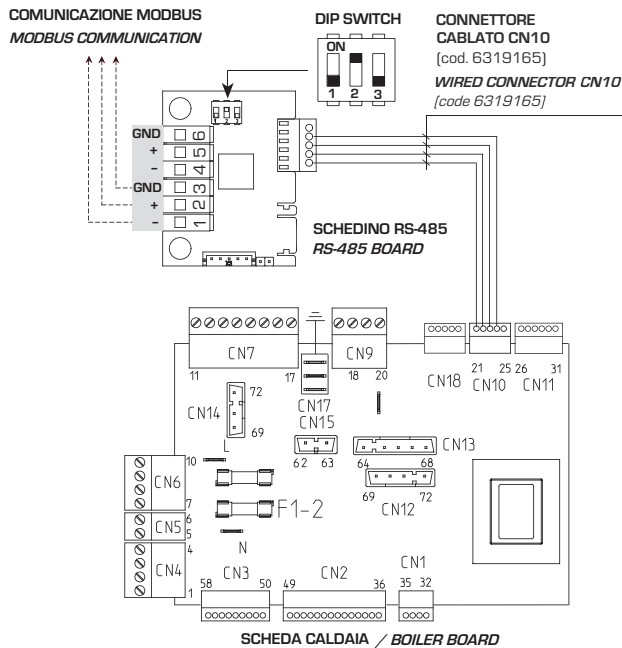 COMUNICAZIONE MODBUS
MODBUS COMMUNICATION
DIP SWITCH
ON
1 2 3
CONNETTORE
CABLATO CN10
(cod. 6319165)
WIRED CONNECTOR CN10
(code 6319165)
1 2 3
GND 6
+ 5
- 4
GND 3
+ 2
- 1
SCHEDINO RS-485
RS-485 BOARD
CN7
11 17
CN9
18 20
CN17
CN18
21 25
CN10
26 31
CN11
CN14
72
69
CN15
62 63
CN13
64 68
69 72
CN12
L
F1-2
N
10
CN6
7
6
CN5
5
4
CN4
1
58 50
CN3
49 36
CN2
CN1
35 32
SCHEDA CALDAIA / BOILER BOARD